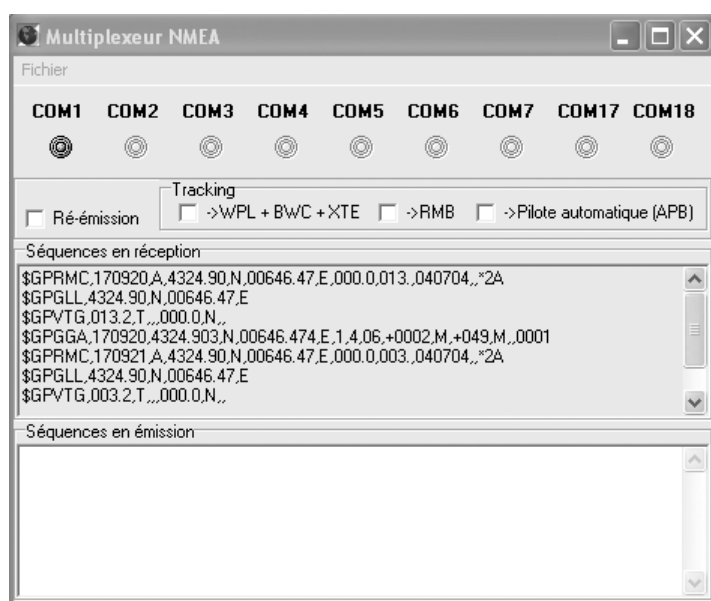 Multiplexeur NMEA
Fichier
COM1 COM2 COM3 COM4 COM5 COM6 COM7 COM17 COM18
Tracking
Ré-émission ->WPL + BWC + XTE ->RMB ->Pilote automatique (APB)
Séquences en réception
$GPRMC,170920,A,4324.90,N,00646.47,E,000.0,013.,040704,,*2A
$GPGLL,4324.90,N,00646.47,E
$GPVTG,013.2,T,,,000.0,N,,
$GPGGA,170920,4324.903,N,00646.474,E,1,4,06,+0002,M,+049,M,,0001
$GPRMC,170921,A,4324.90,N,00646.47,E,000.0,003.,040704,,*2A
$GPGLL,4324.90,N,00646.47,E
$GPVTG,003.2,T,,,000.0,N,,
Séquences en émission